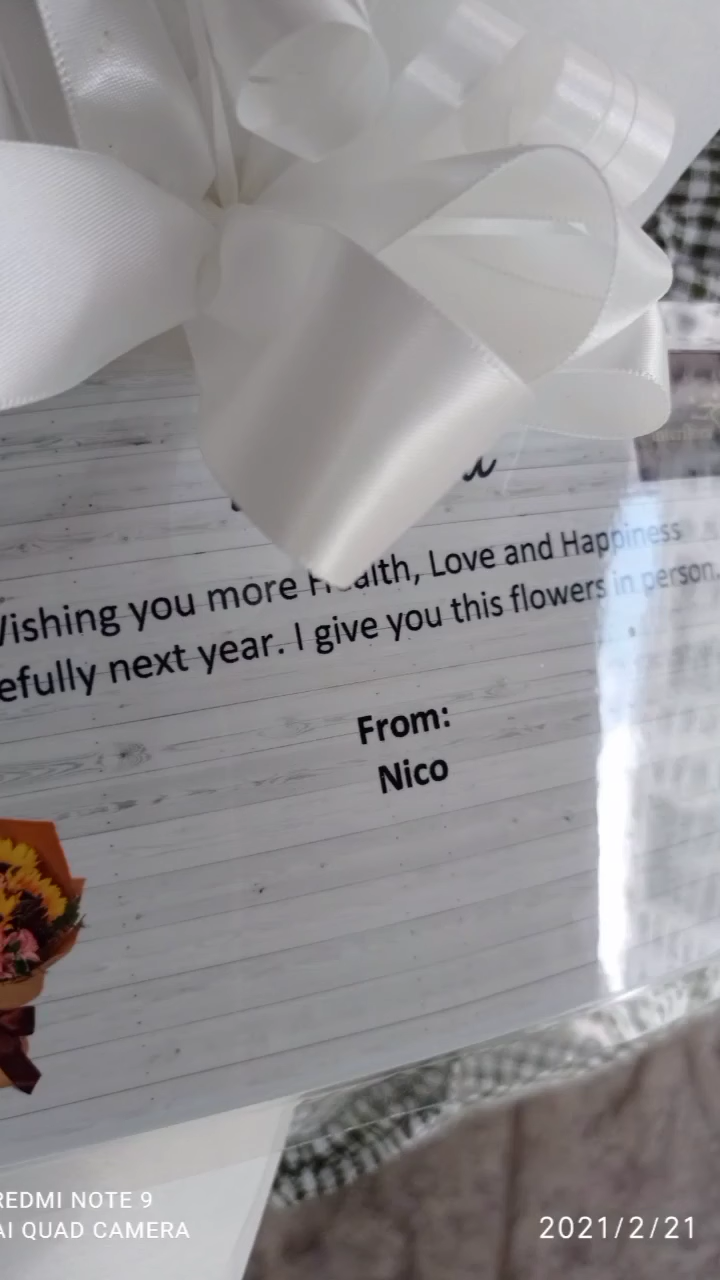 Wishing you more Health, Love and Happiness
efully next year. I give you this flowers in person.
From:
Nico
REDMI NOTE 9
AI QUAD CAMERA
2021/2/21